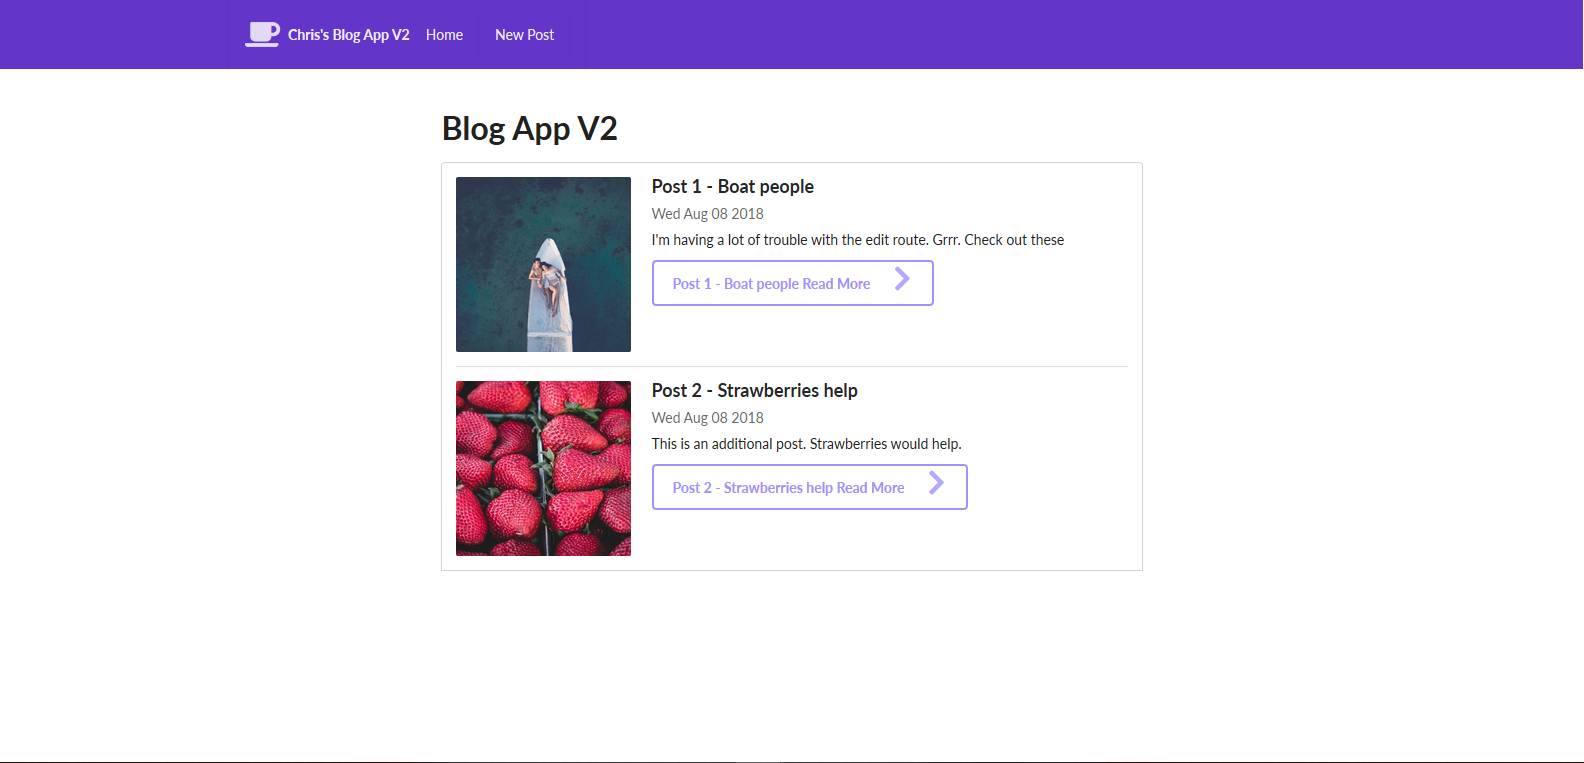 Chris's Blog App V2 Home New Post
Blog App V2
Post 1 - Boat people
Wed Aug 08 2018
I'm having a lot of trouble with the edit route. Grrr. Check out these
Post 1 - Boat people Read More
Post 2 - Strawberries help
Wed Aug 08 2018
This is an additional post. Strawberries would help.
Post 2 - Strawberries help Read More